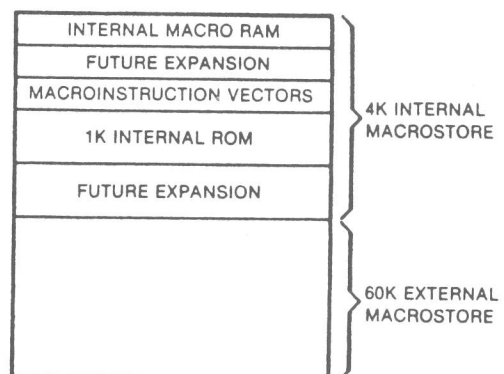 INTERNAL MACRO RAM
FUTURE EXPANSION
MACROINSTRUCTION VECTORS
1K INTERNAL ROM
FUTURE EXPANSION
4K INTERNAL
MACROSTORE
60K EXTERNAL
MACROSTORE